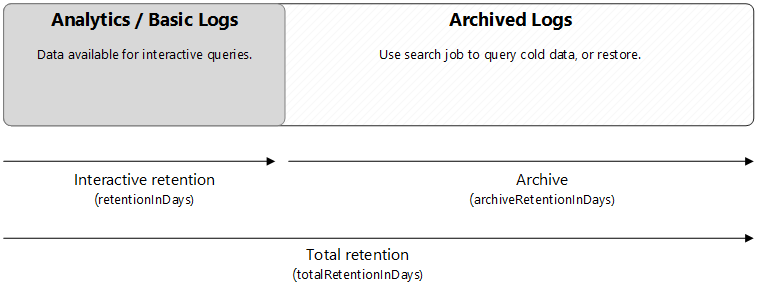 Analytics / Basic Logs
Data available for interactive queries.
Archived Logs
Use search job to query cold data, or restore.
Interactive retention
(retentionInDays)
Archive
(archiveRetentionInDays)
Total retention
(totalRetentionInDays)